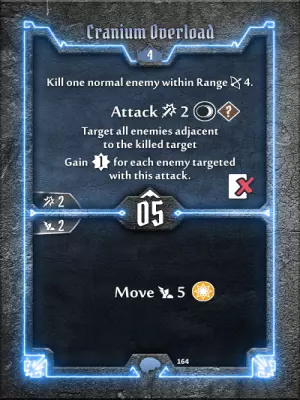 Cranium Overload
4
Kill one normal enemy within Range 4.
Attack 2 ?
Target all enemies adjacent
to the killed target
Gain 1 for each enemy targeted
with this attack.
2
05
2
Move 5
164